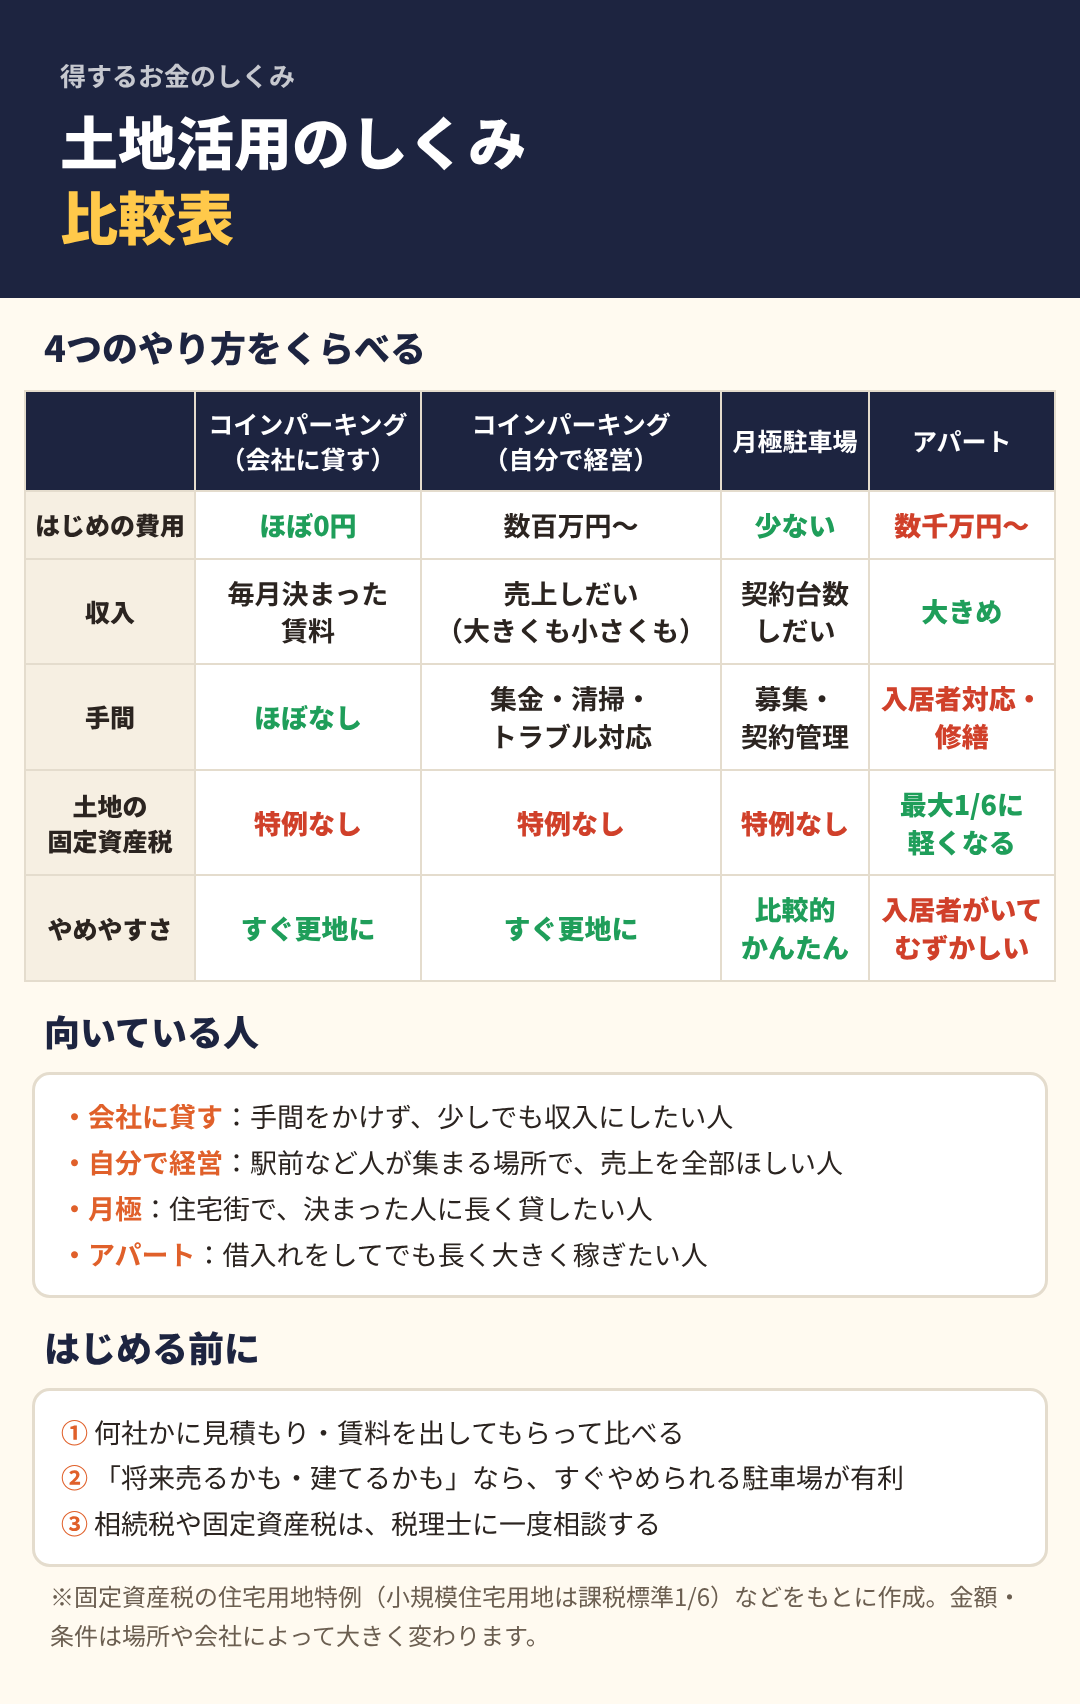 得するお金のしくみ
土地活用のしくみ
比較表
4つのやり方をくらべる
コインパーキング
（会社に貸す）
コインパーキング
（自分で経営）
月極駐車場
アパート
はじめの費用
ほぼ0円
数百万円〜
少ない
数千万円〜
収入
毎月決まった
賃料
売上しだい
（大きくも小さくも）
契約台数
しだい
大きめ
手間
ほぼなし
集金・清掃・
トラブル対応
募集・
契約管理
入居者対応・
修繕
土地の
固定資産税
特例なし
特例なし
特例なし
最大1/6に
軽くなる
やめやすさ
すぐ更地に
すぐ更地に
比較的
かんたん
入居者がいて
むずかしい
向いている人
・会社に貸す：手間をかけず、少しでも収入にしたい人
・自分で経営：駅前など人が集まる場所で、売上を全部ほしい人
・月極：住宅街で、決まった人に長く貸したい人
・アパート：借入れをしてでも長く大きく稼ぎたい人
はじめる前に
① 何社かに見積もり・賃料を出してもらって比べる
② 「将来売るかも・建てるかも」なら、すぐやめられる駐車場が有利
③ 相続税や固定資産税は、税理士に一度相談する
※固定資産税の住宅用地特例（小規模住宅用地は課税標準1/6）などをもとに作成。金額・
条件は場所や会社によって大きく変わります。